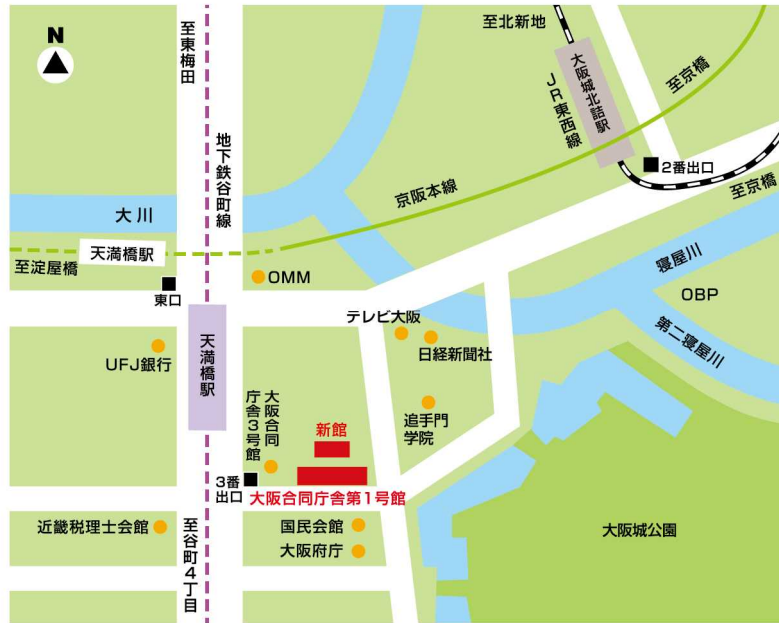 N
至東梅田
至北新地
大阪城北詰駅
JR東西線
至京橋
2番出口
地下鉄谷町線
京阪本線
至京橋
大川
天満橋駅
至淀屋橋
東口
OMM
寝屋川
OBP
第二寝屋川
天満橋駅
テレビ大阪
日経新聞社
UFJ銀行
大阪合同
庁舎3号館
追手門
学院
新館
3番
出口
大阪合同庁舎第1号館
近畿税理士会館
至谷町4丁目
国民会館
大阪府庁
大阪城公園